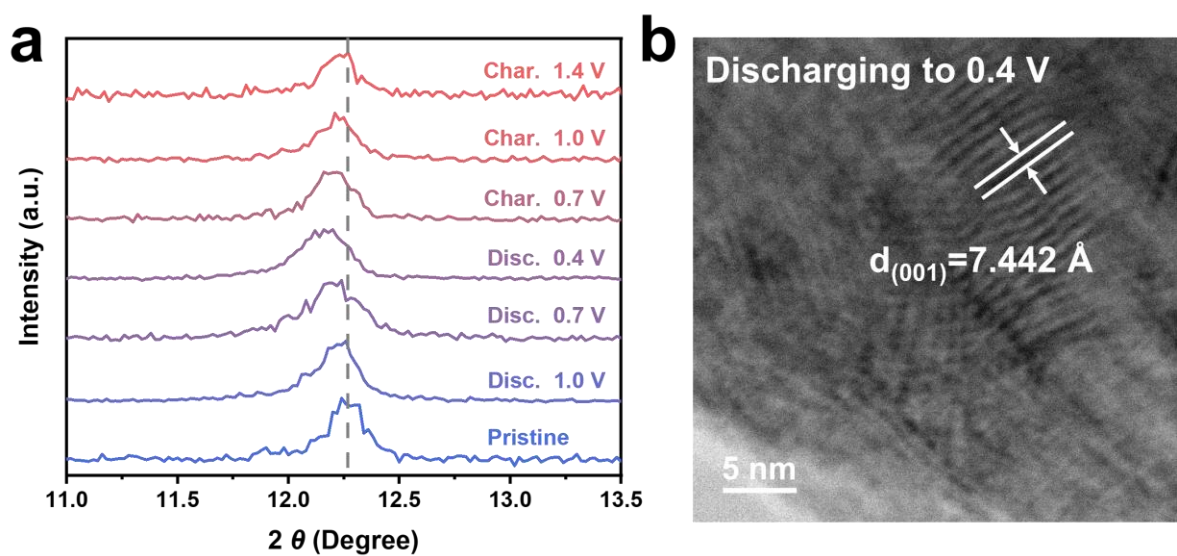 a
Char. 1.4 V
Char. 1.0 V
Char. 0.7 V
Disc. 0.4 V
Disc. 0.7 V
Disc. 1.0 V
Pristine
Intensity (a.u.)
11.0 11.5 12.0 12.5 13.0 13.5
2 θ (Degree)
b
Discharging to 0.4 V
d(001)=7.442 Å
5 nm